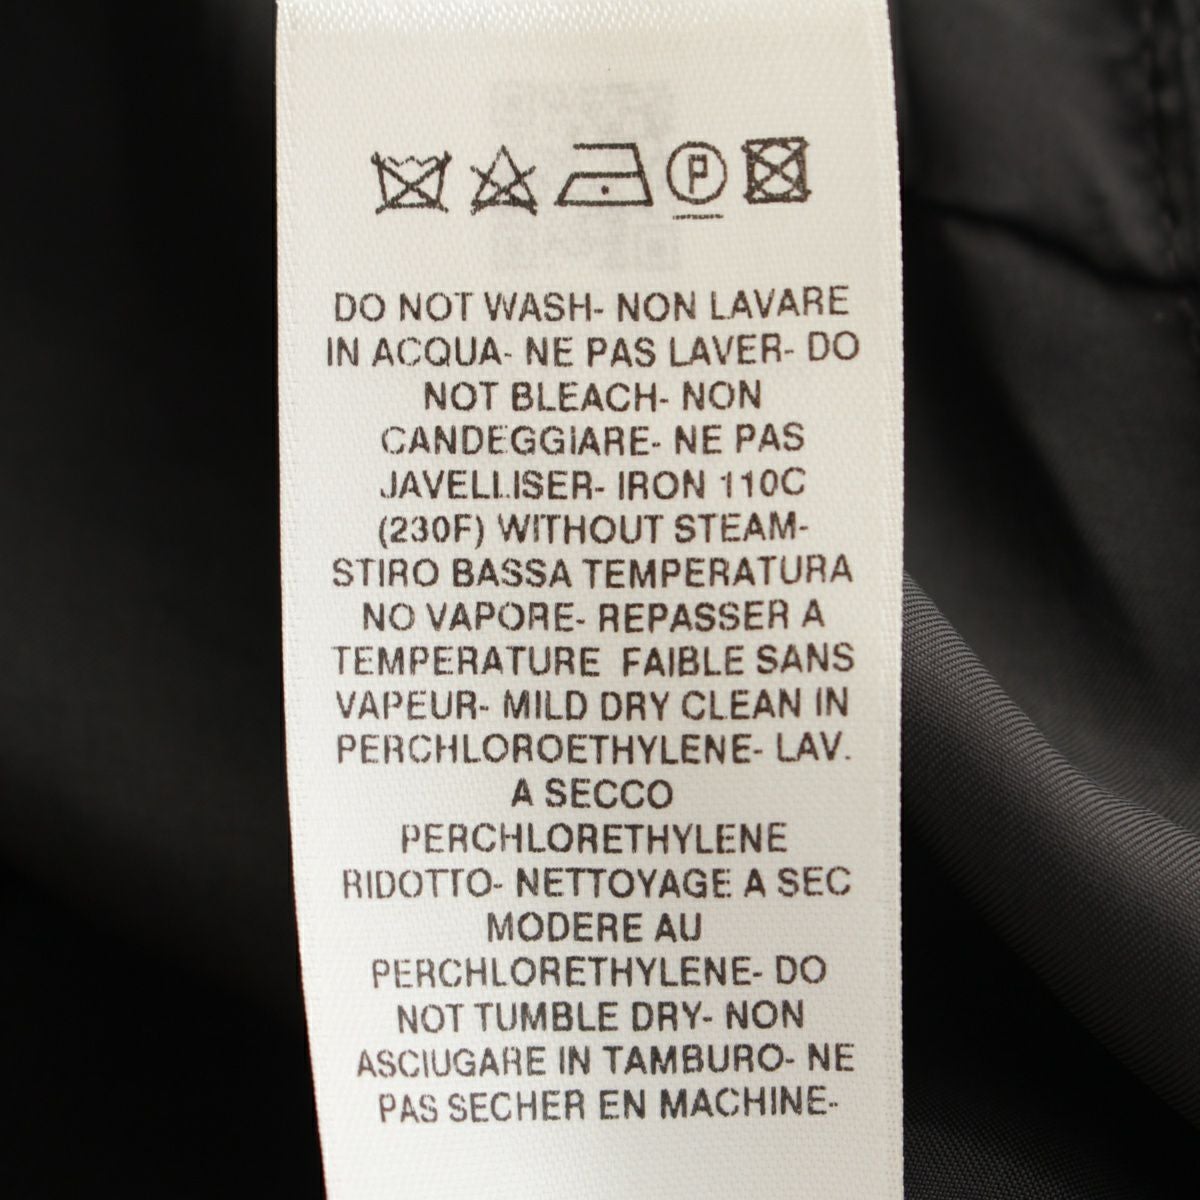 P
DO NOT WASH- NON LAVARE
IN ACQUA- NE PAS LAVER- DO
NOT BLEACH- NON
CANDEGGIARE- NE PAS
JAVELLISER- IRON 110C
(230F) WITHOUT STEAM-
STIRO BASSA TEMPERATURA
NO VAPORE- REPASSER A
TEMPERATURE FAIBLE SANS
VAPEUR- MILD DRY CLEAN IN
PERCHLOROETHYLENE- LAV.
A SECCO
PERCHLORETHYLENE
RIDOTTO- NETTOYAGE A SEC
MODERE AU
PERCHLORETHYLENE- DO
NOT TUMBLE DRY- NON
ASCIUGARE IN TAMBURO- NE
PAS SECHER EN MACHINE-